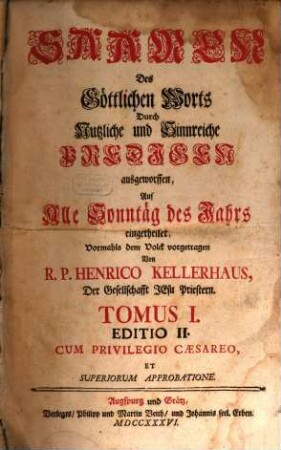 SAAMEN
Des
Göttlichen Worts
Durch
Nutzliche und Sinnreiche
PREDIGEN
ausgeworffen,
Auf
Alle Sonntäg des Jahrs
eingetheilet,
Vormahls dem Volck vorgetragen
Von
R. P. HENRICO KELLERHAUS,
Der Gesellschafft JEsu Priestern.
TOMUS I.
EDITIO II.
CUM PRIVILEGIO CÆSAREO,
ET
SUPERIORUM APPROBATIONE.
Augspurg und Grätz,
Verlegts/ Philipp und Martin Veith/ und Johannis seel. Erben.
MDCCXXXVI.